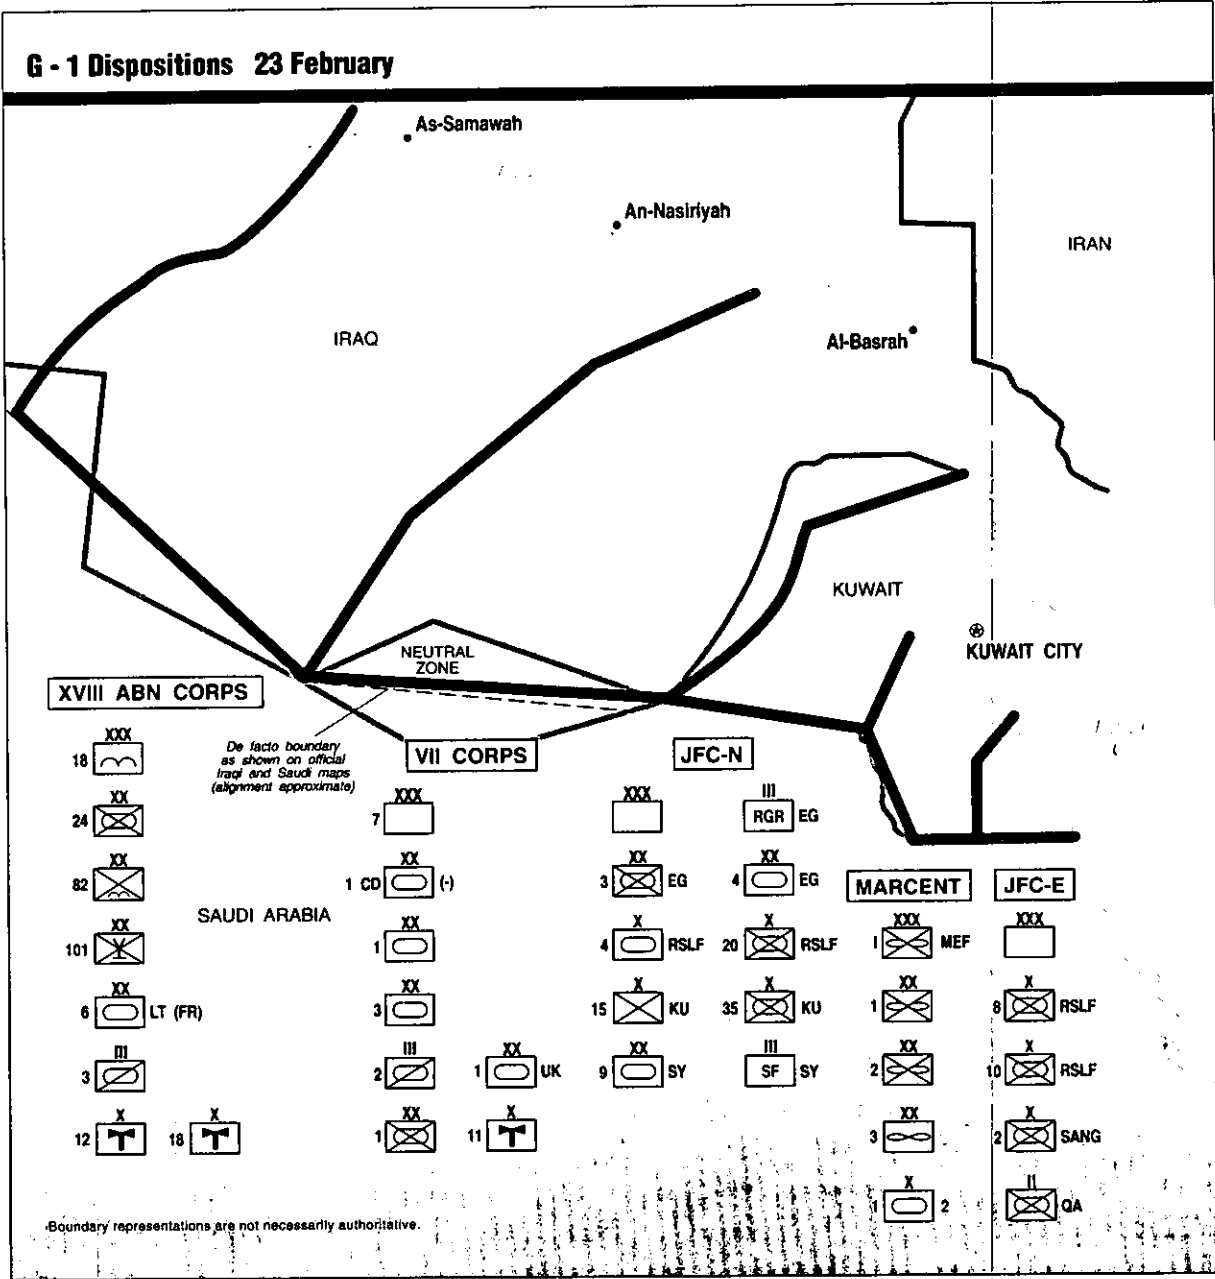 G - 1 Dispositions 23 February
As-Samawah
An-Nasiriyah
IRAN
IRAQ
Al-Basrah
KUWAIT
KUWAIT CITY
NEUTRAL
ZONE
De facto boundary
as shown on official
Iraqi and Saudi maps
(alignment approximate)
SAUDI ARABIA
XVIII ABN CORPS
XXX
18
XX
24
XX
82
XX
101
XX
6 LT (FR)
III
3
X
12
X
18
VII CORPS
XXX
7
XX
1 CD (-)
XX
1
XX
3
III
2
XX
1 UK
XX
1
X
11
JFC-N
XXX
III
RGR EG
XX
3 EG
XX
4 EG
X
4 RSLF
X
20 RSLF
X
15 KU
X
35 KU
XX
9 SY
III
SF SY
MARCENT
XXX
I MEF
XX
1
XX
2
XX
3
X
1 2
JFC-E
XXX
X
8 RSLF
X
10 RSLF
X
2 SANG
II
QA
Boundary representations are not necessarily authoritative.